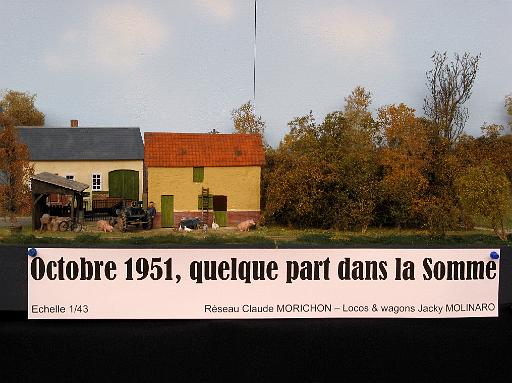 Octobre 1951, quelque part dans la Somme
Echelle 1/43 Réseau Claude MORICHON – Locos & wagons Jacky MOLINARO